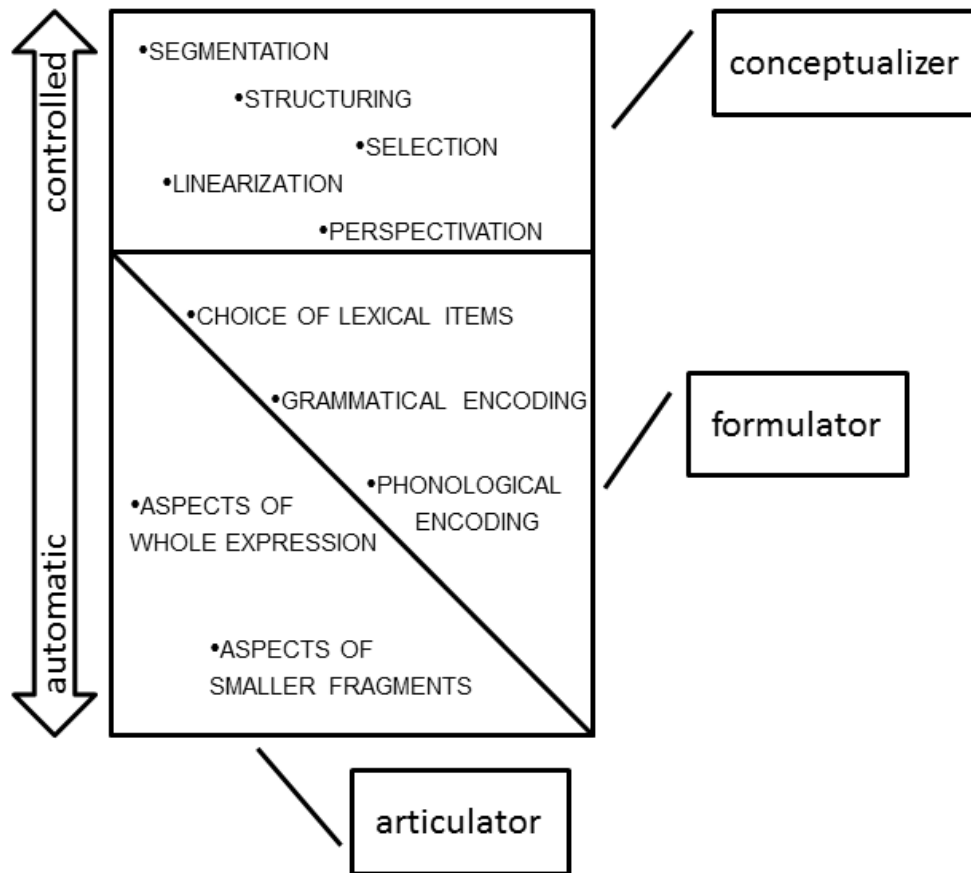 controlled
automatic
•SEGMENTATION
•STRUCTURING
•SELECTION
•LINEARIZATION
•PERSPECTIVATION
conceptualizer
•CHOICE OF LEXICAL ITEMS
•GRAMMATICAL ENCODING
•PHONOLOGICAL
ENCODING
formulator
•ASPECTS OF
WHOLE EXPRESSION
•ASPECTS OF
SMALLER FRAGMENTS
articulator